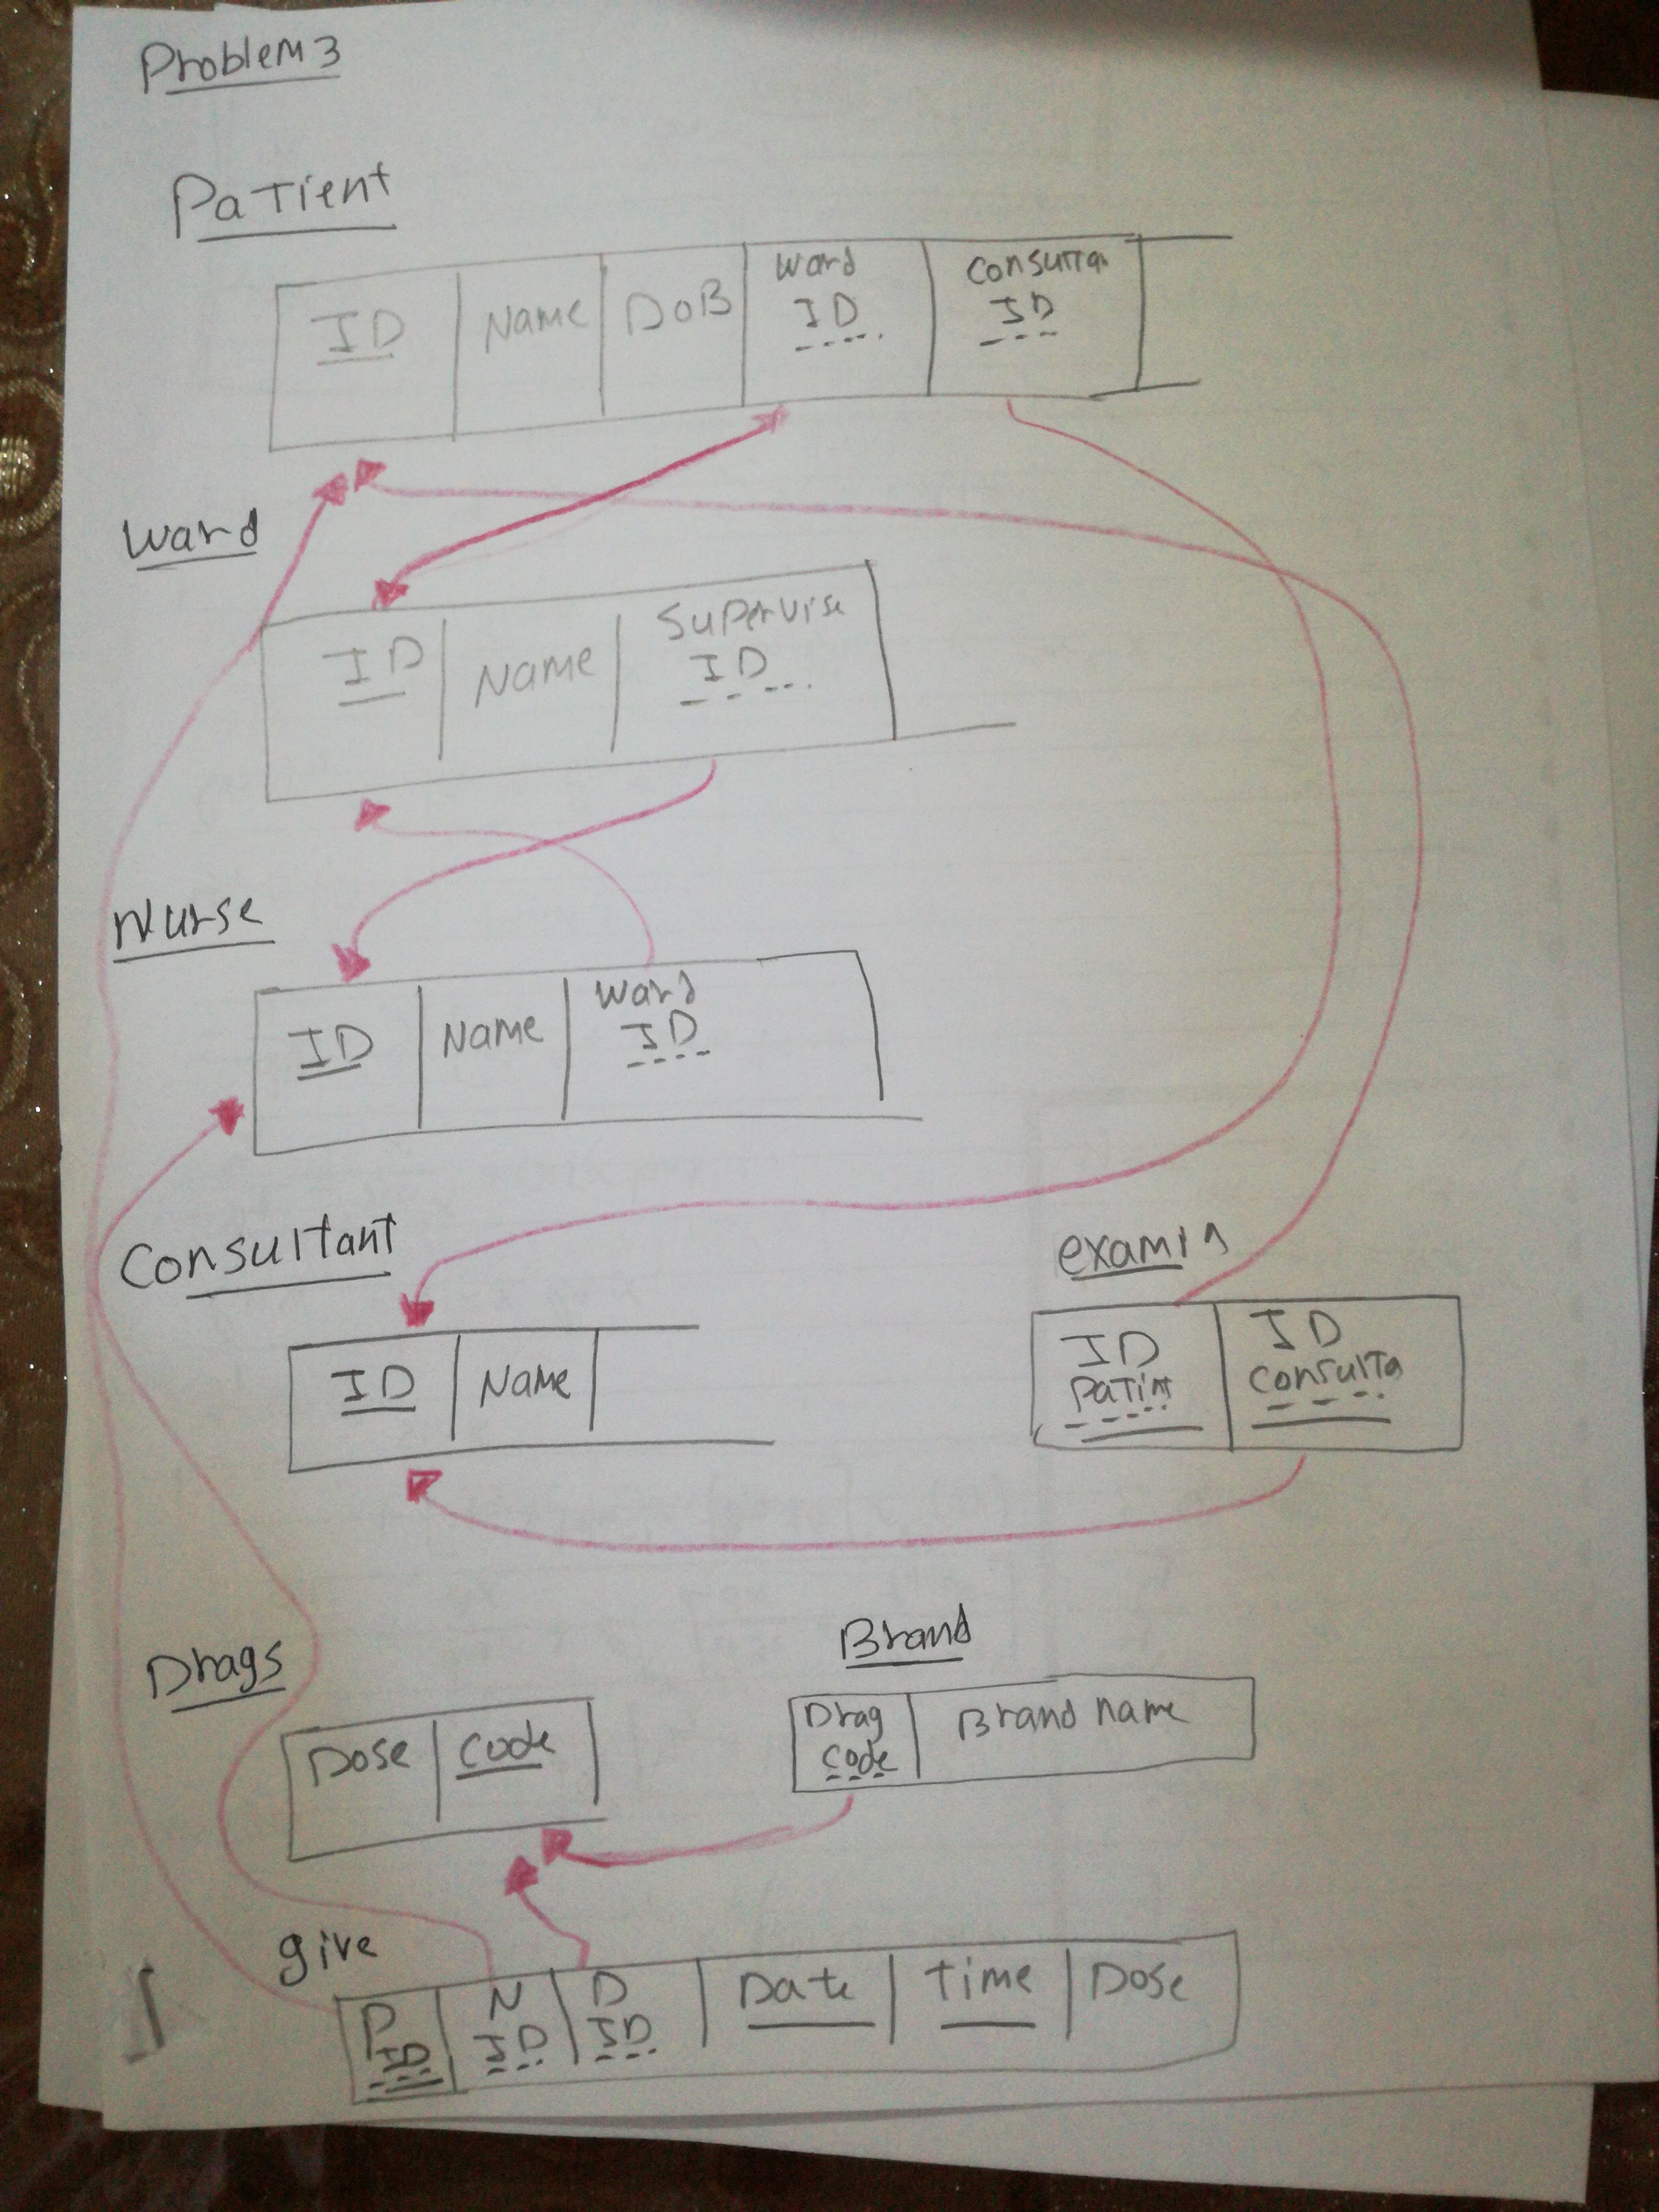 Problem 3
Patient
ID Name DOB Ward ID Consulta ID
Ward
ID Name Supervise ID
Nurse
ID Name Ward ID
Consultant
ID Name
examin
ID Patint ID Consulta
Drags
Dose Code
Brand
Drag Code Brand name
give
P ID N ID D ID Date Time Dose